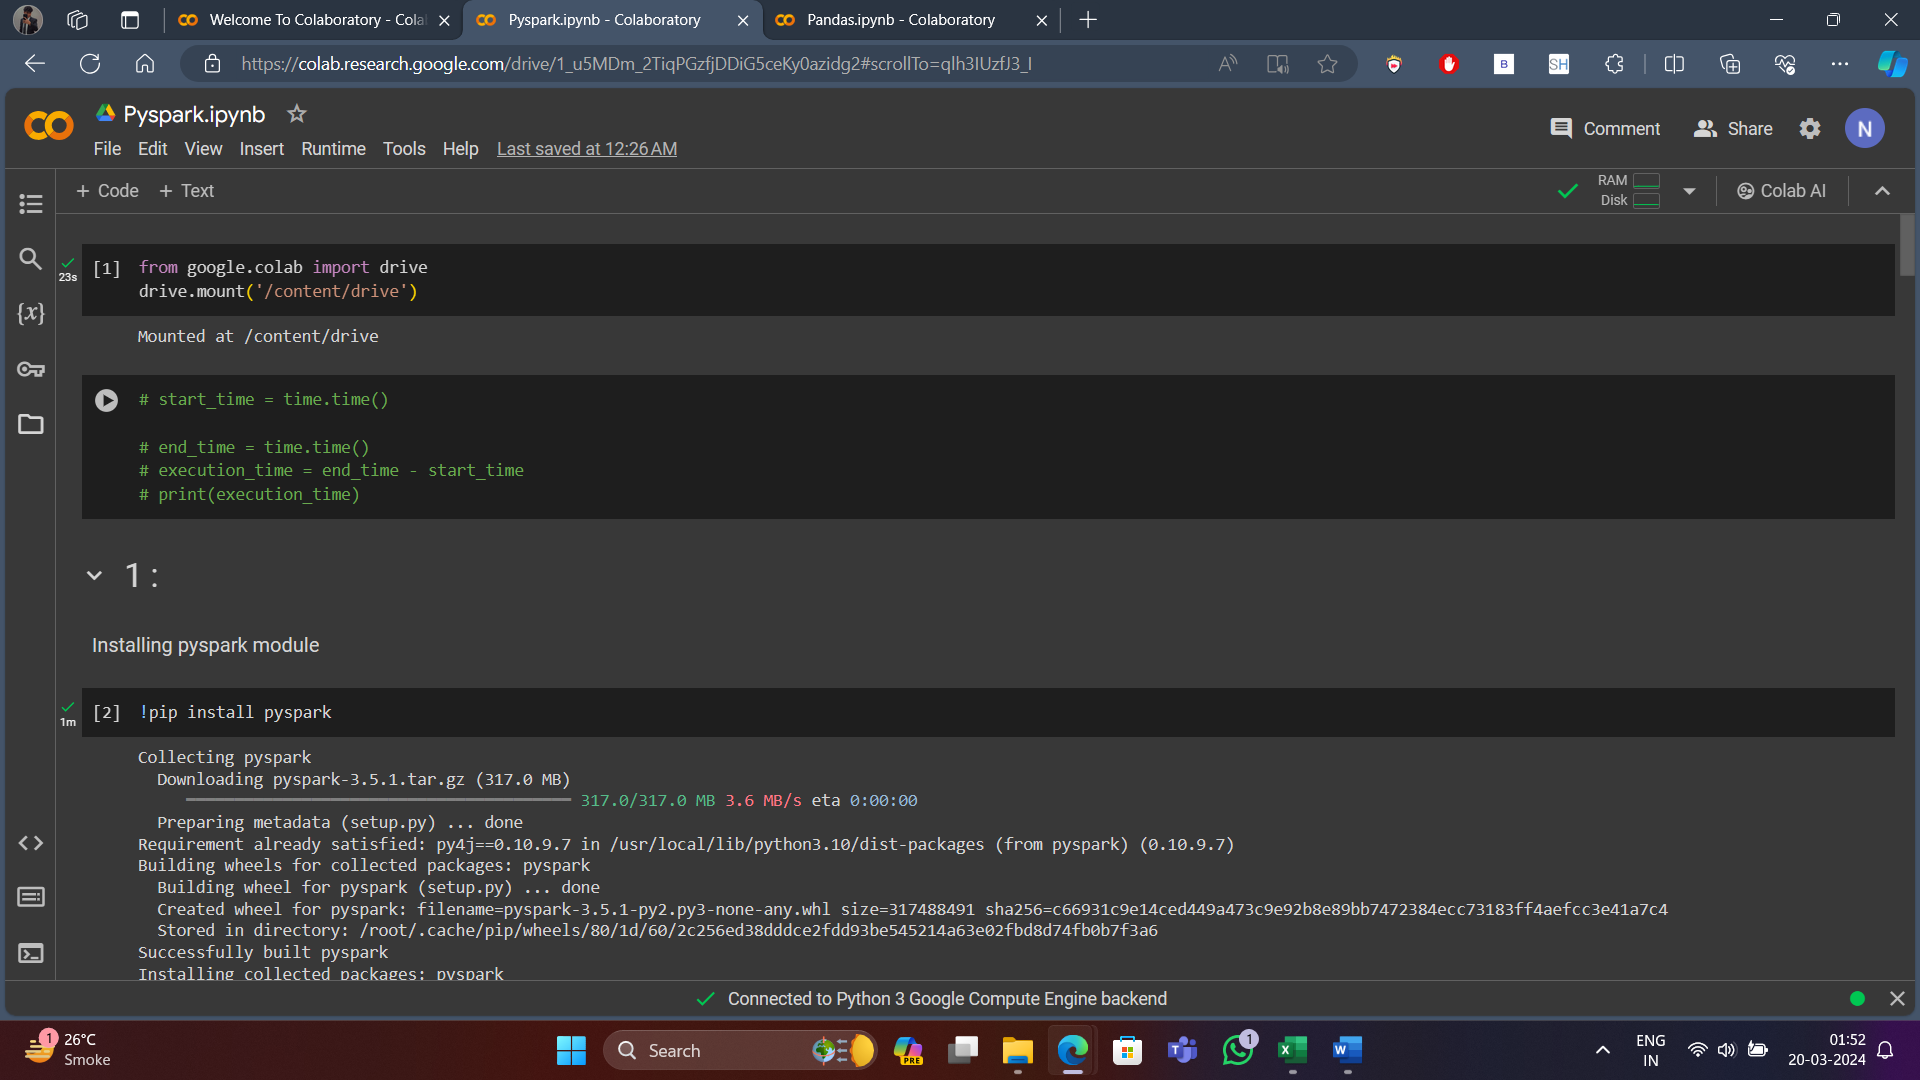 Welcome To Colaboratory - Cola
Pyspark.ipynb - Colaboratory
Pandas.ipynb - Colaboratory
https://colab.research.google.com/drive/1_u5MDm_2TiqPGzfjDDiG5ceKy0azidg2#scrollTo=qlh3IUzfJ3_I
B
SH
Pyspark.ipynb
Comment
Share
N
File Edit View Insert Runtime Tools Help Last saved at 12:26 AM
+ Code + Text
RAM
Disk
Colab AI
23s
[1] from google.colab import drive
drive.mount('/content/drive')
Mounted at /content/drive
# start_time = time.time()
# end_time = time.time()
# execution_time = end_time - start_time
# print(execution_time)
1 :
Installing pyspark module
1m
[2] !pip install pyspark
Collecting pyspark
Downloading pyspark-3.5.1.tar.gz (317.0 MB)
317.0/317.0 MB 3.6 MB/s eta 0:00:00
Preparing metadata (setup.py) ... done
Requirement already satisfied: py4j==0.10.9.7 in /usr/local/lib/python3.10/dist-packages (from pyspark) (0.10.9.7)
Building wheels for collected packages: pyspark
Building wheel for pyspark (setup.py) ... done
Created wheel for pyspark: filename=pyspark-3.5.1-py2.py3-none-any.whl size=317488491 sha256=c66931c9e14ced449a473c9e92b8e89bb7472384ecc73183ff4aefcc3e41a7c4
Stored in directory: /root/.cache/pip/wheels/80/1d/60/2c256ed38dddce2fdd93be545214a63e02fbd8d74fb0b7f3a6
Successfully built pyspark
Installing collected packages: pyspark
Connected to Python 3 Google Compute Engine backend
1
26°C
Smoke
Search
PRE
1
ENG
IN
01:52
20-03-2024